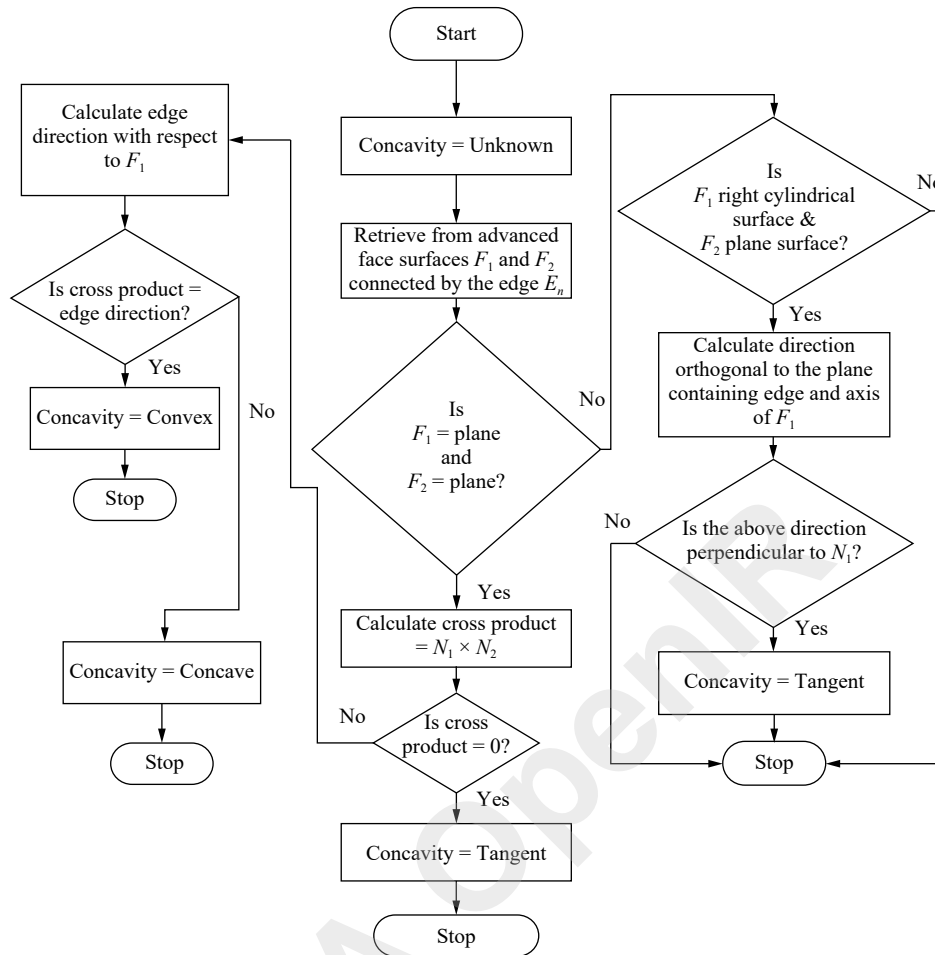 Start
Concavity = Unknown
Retrieve from advanced
face surfaces F₁ and F₂
connected by the edge Eₙ
Is
F₁ = plane
and
F₂ = plane?
Yes
No
Calculate cross product
= N₁ × N₂
Is cross
product = 0?
No
Yes
Concavity = Tangent
Stop
Calculate edge
direction with respect
to F₁
Is cross product =
edge direction?
Yes
No
Concavity = Convex
Stop
Concavity = Concave
Stop
Is
F₁ right cylindrical
surface &
F₂ plane surface?
No
Yes
Calculate direction
orthogonal to the plane
containing edge and axis
of F₁
No
Is the above direction
perpendicular to N₁?
Yes
Concavity = Tangent
Stop
A OpenIR